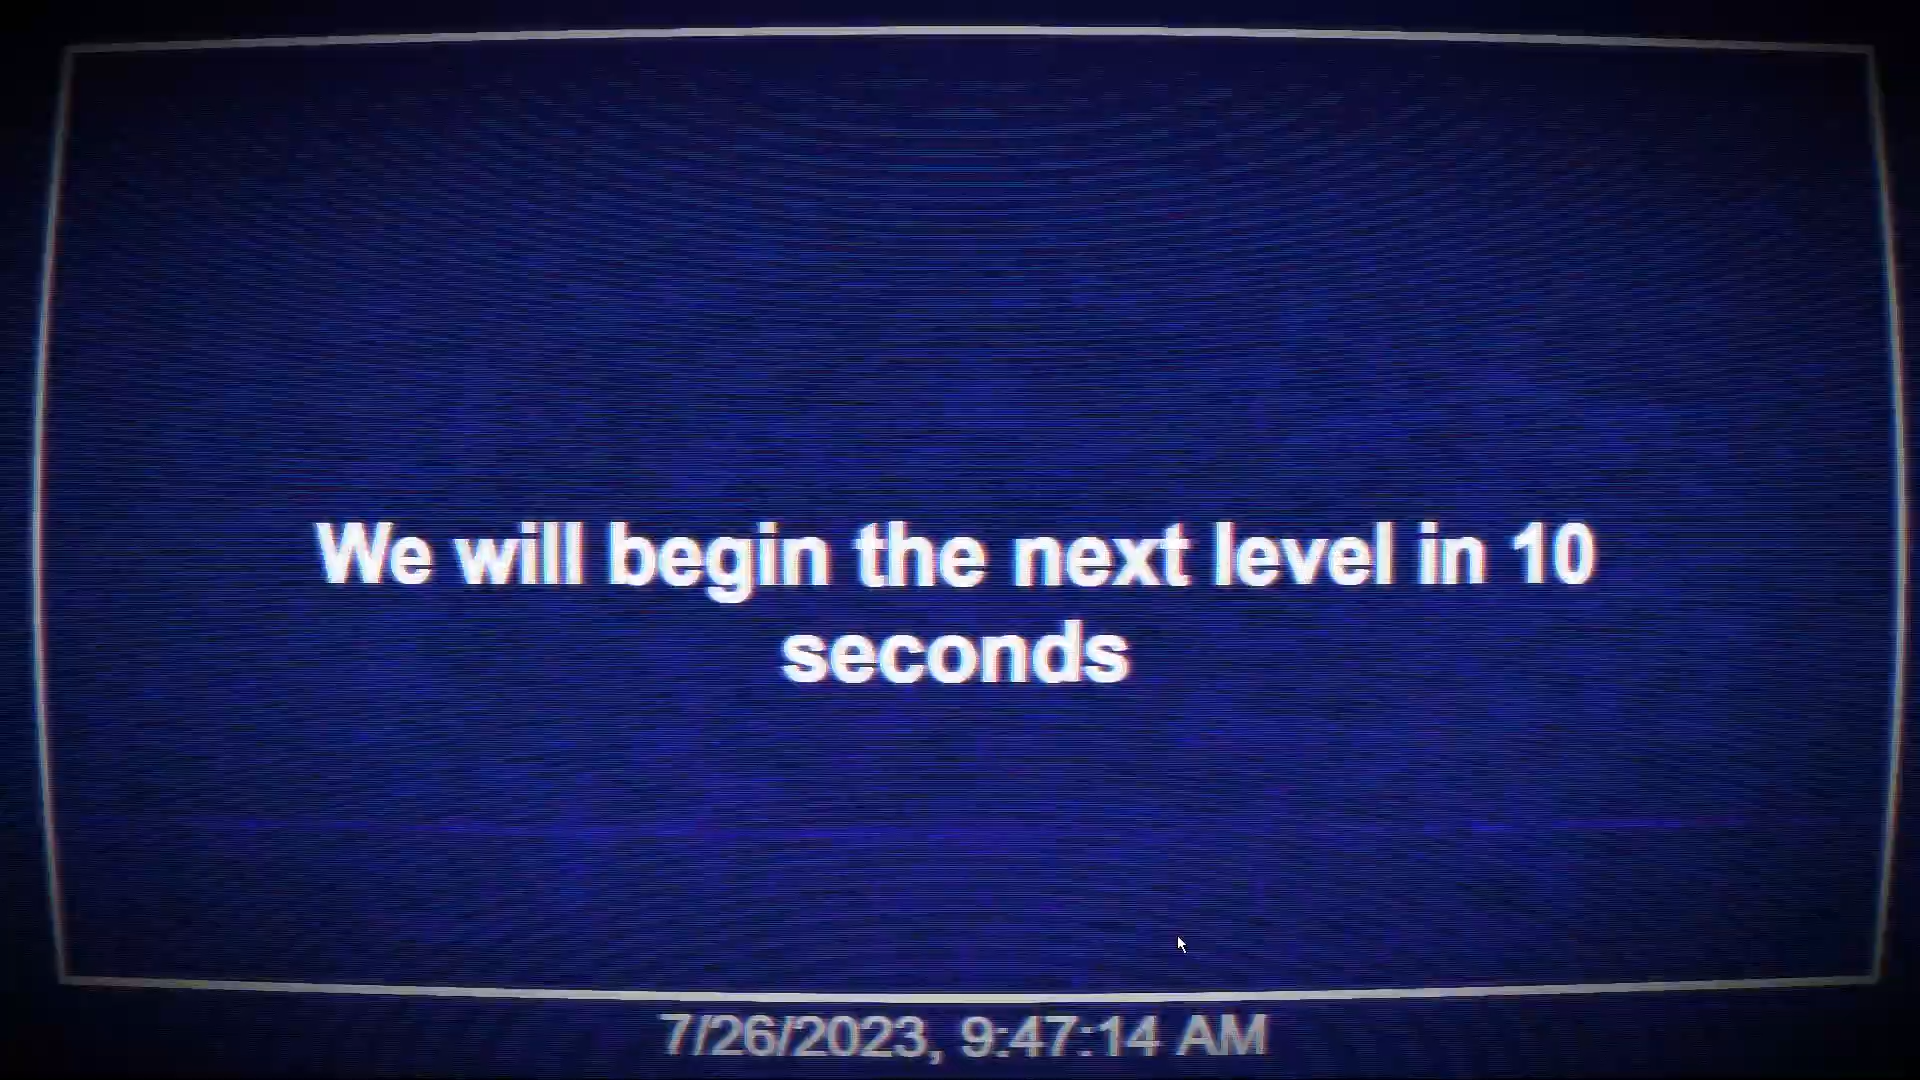 We will begin the next level in 10
seconds
7/26/2023, 9:47:14 AM